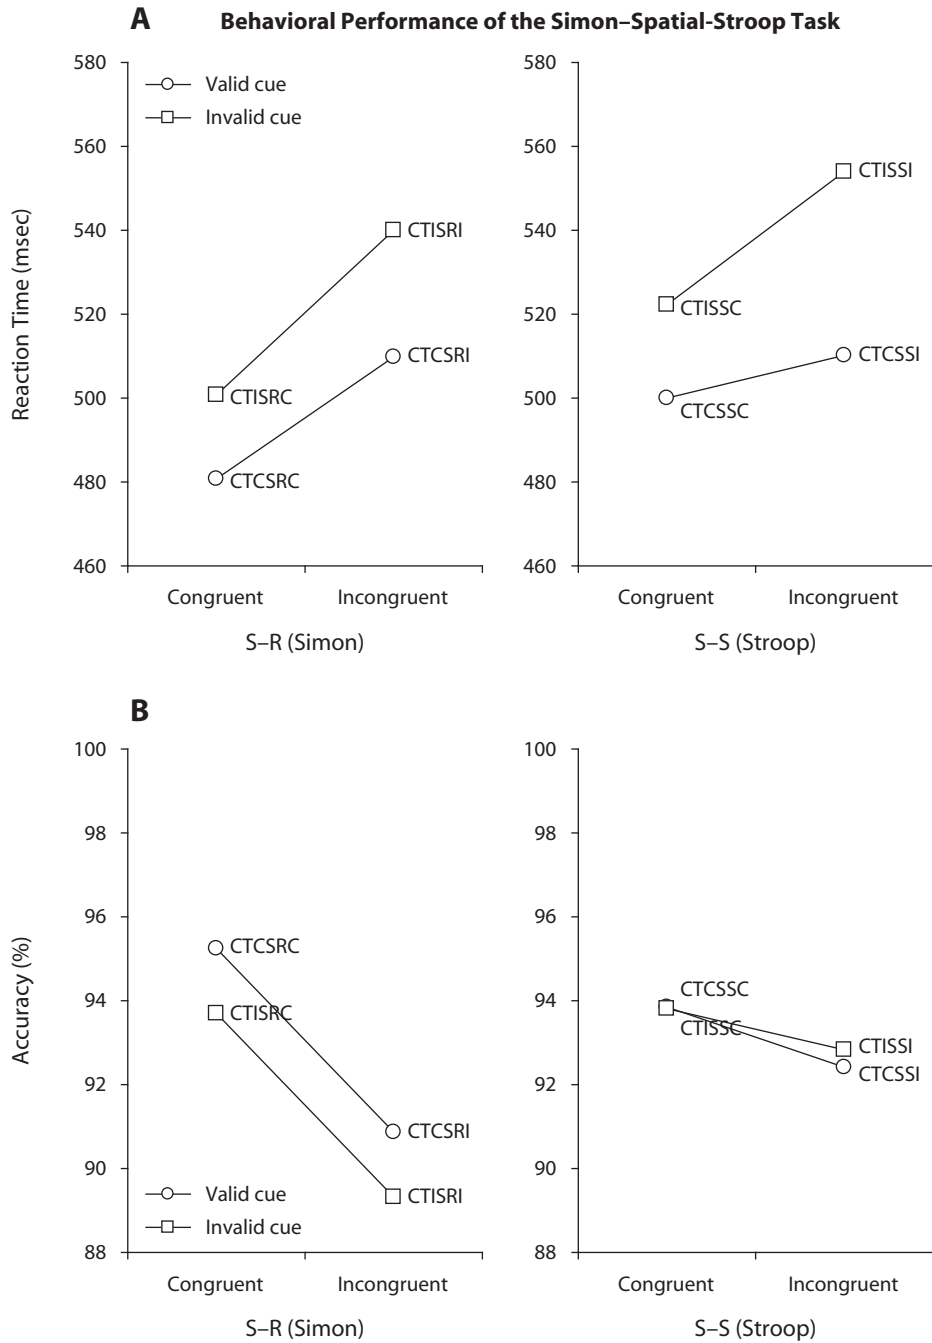 A Behavioral Performance of the Simon–Spatial-Stroop Task
Reaction Time (msec)
580
560
540
520
500
480
460
Valid cue
Invalid cue
CTISRI
CTCSRI
CTISRC
CTCSRC
Congruent Incongruent
S–R (Simon)
580
560
540
520
500
480
460
CTISSI
CTISSC
CTCSSI
CTCSSC
Congruent Incongruent
S–S (Stroop)
B
Accuracy (%)
100
98
96
94
92
90
88
CTCSRC
CTISRC
CTCSRI
CTISRI
Valid cue
Invalid cue
Congruent Incongruent
S–R (Simon)
100
98
96
94
92
90
88
CTCSSC
CTISSC
CTISSI
CTCSSI
Congruent Incongruent
S–S (Stroop)